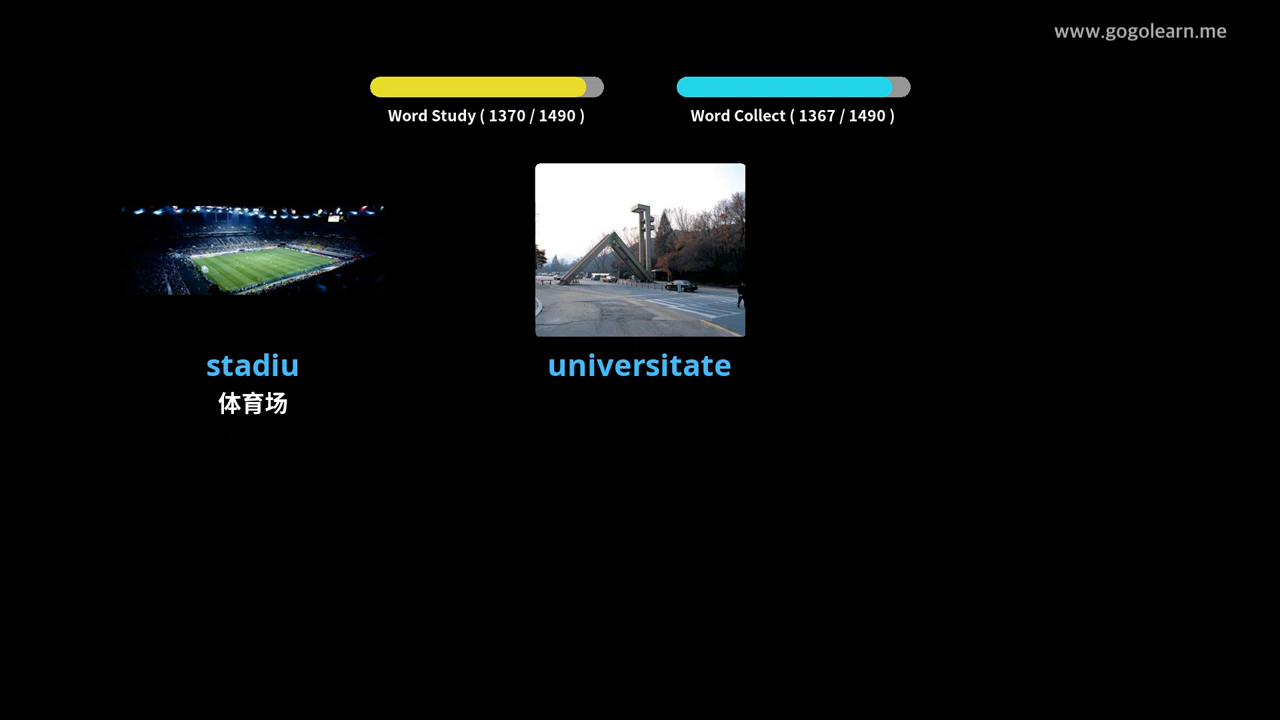 www.gogolearn.me
Word Study ( 1370 / 1490 )
Word Collect ( 1367 / 1490 )
stadiu
体育场
universitate